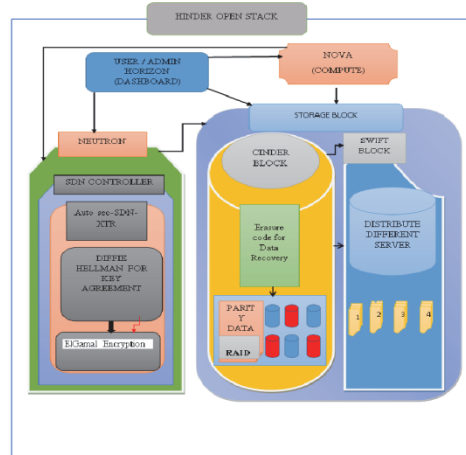 HINDER OPEN STACK
USER / ADMIN
HORIZON
(DASHBOARD)
NOVA
(COMPUTE)
STORAGE BLOCK
NEUTRON
CINDER
BLOCK
SWIFT
BLOCK
SDN CONTROLLER
Auto sec-SDN-
XTR
DIFFIE
HELLMAN FOR
KEY
AGREEMENT
ElGamal Encryption
Erasure
code for
Data
Recovery
PARI
TY
DATA
RAID
DISTRIBUTE
DIFFERENT
SERVER
1 2 3 4